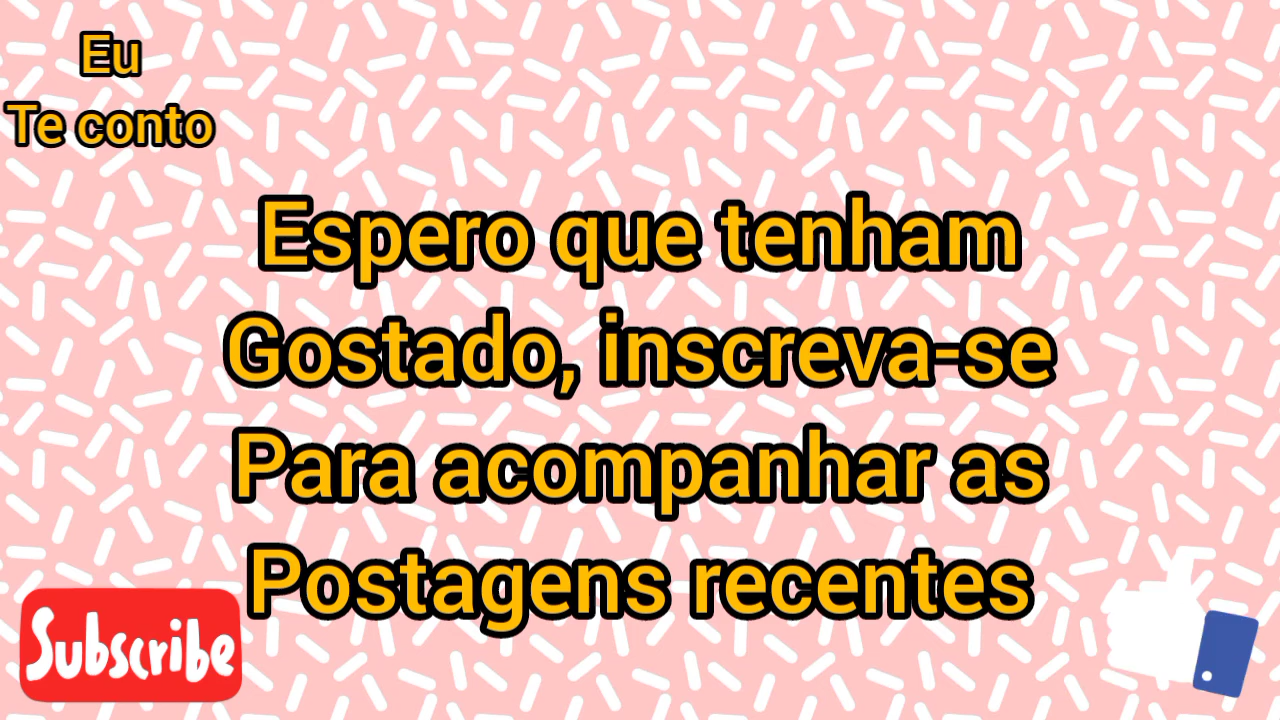 Eu
Te conto
Espero que tenham
Gostado, inscreva-se
Para acompanhar as
Postagens recentes
Subscribe